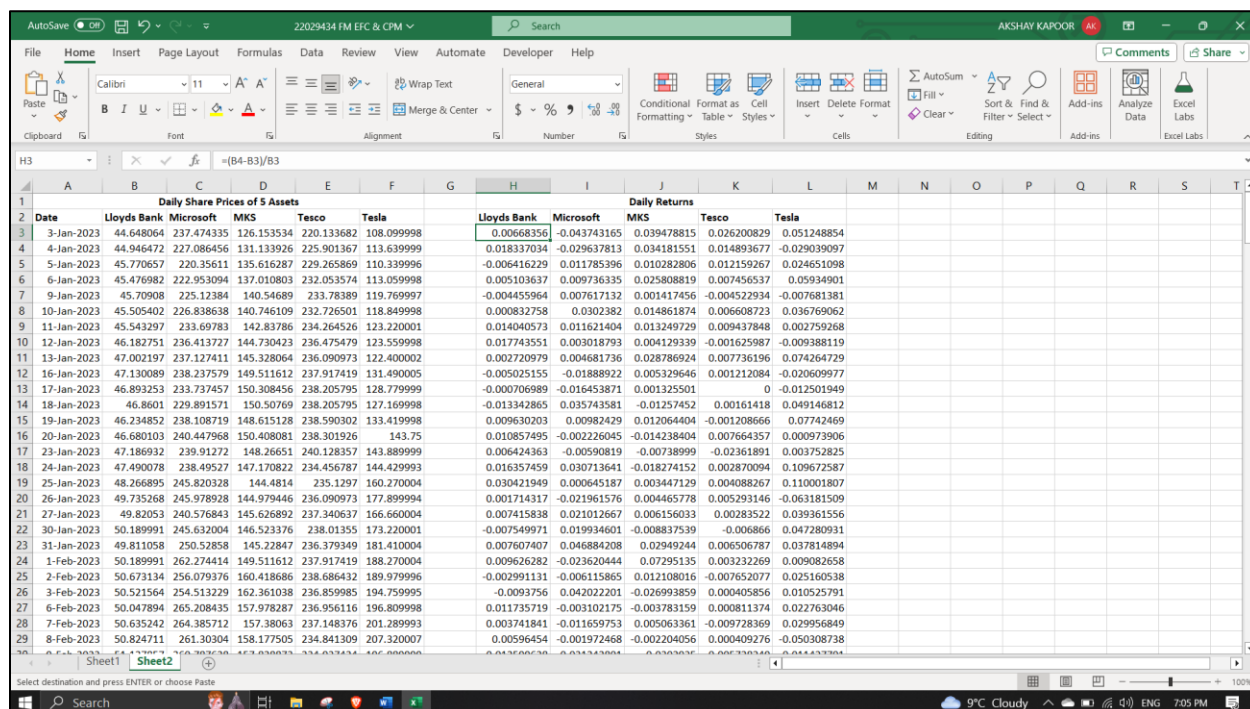 AutoSave Off 22029434 FM EFC & CPM Search AKSHAY KAPOOR AK
File Home Insert Page Layout Formulas Data Review View Automate Developer Help Comments Share
Calibri 11 A A Wrap Text General AutoSum
Paste B I U A Merge & Center $ % Conditional Formatting Format as Table Cell Styles Insert Delete Format Fill Clear Sort & Filter Find & Select Add-ins Analyze Data Excel Labs
Clipboard Font Alignment Number Styles Cells Editing Add-ins Excel Labs
H3 fx =(B4-B3)/B3
A B C D E F G H I J K L M N O P Q R S T
1 Daily Share Prices of 5 Assets Daily Returns
2 Date Lloyds Bank Microsoft MKS Tesco Tesla Lloyds Bank Microsoft MKS Tesco Tesla
3 3-Jan-2023 44.648064 237.474335 126.153534 220.133682 108.099998 0.00668356 -0.043743165 0.039478815 0.026200829 0.051248854
4 4-Jan-2023 44.946472 227.086456 131.133926 225.901367 113.639999 0.018337034 -0.029637813 0.034181551 0.014893677 -0.029039097
5 5-Jan-2023 45.770657 220.35611 135.616287 229.265869 110.339996 -0.006416229 0.011785396 0.010282806 0.012159267 0.024651098
6 6-Jan-2023 45.476982 222.953094 137.010803 232.053574 113.059998 0.005103637 0.009736335 0.025808819 0.007456537 0.05934901
7 9-Jan-2023 45.70908 225.12384 140.54689 233.78389 119.769997 -0.004455964 0.007617132 0.001417456 -0.004522934 -0.007681381
8 10-Jan-2023 45.505402 226.838638 140.746109 232.726501 118.849998 0.000832758 0.0302382 0.014861874 0.006608723 0.036769062
9 11-Jan-2023 45.543297 233.69783 142.83786 234.264526 123.220001 0.014040573 0.011621404 0.013249729 0.009437848 0.002759268
10 12-Jan-2023 46.182751 236.413727 144.730423 236.475479 123.559998 0.017743551 0.003018793 0.004129339 -0.001625987 -0.009388119
11 13-Jan-2023 47.002197 237.127411 145.328064 236.090973 122.400002 0.002720979 0.004681736 0.028786924 0.007736196 0.074264729
12 16-Jan-2023 47.130089 238.237579 149.511612 237.917419 131.490005 -0.005025155 -0.01888922 0.005329646 0.001212084 -0.020609977
13 17-Jan-2023 46.893253 233.737457 150.308456 238.205795 128.779999 -0.000706989 -0.016453871 0.001325501 0 -0.012501949
14 18-Jan-2023 46.8601 229.891571 150.50769 238.205795 127.169998 -0.013342865 0.035743581 -0.01257452 0.00161418 0.049146812
15 19-Jan-2023 46.234852 238.108719 148.615128 238.590302 133.419998 0.009630203 0.00982429 0.012064404 -0.001208666 0.07742469
16 20-Jan-2023 46.680103 240.447968 150.408081 238.301926 143.75 0.010857495 -0.002226045 -0.014238404 0.007664357 0.000973906
17 23-Jan-2023 47.186932 239.91272 148.26651 240.128357 143.889999 0.006424363 -0.00590819 -0.00738999 -0.02361891 0.003752825
18 24-Jan-2023 47.490078 238.49527 147.170822 234.456787 144.429993 0.016357459 0.030713641 -0.018274152 0.002870094 0.109672587
19 25-Jan-2023 48.266895 245.820328 144.4814 235.1297 160.270004 0.030421949 0.000645187 0.003447129 0.004088267 0.110001807
20 26-Jan-2023 49.735268 245.978928 144.979446 236.090973 177.899994 0.001714317 -0.021961576 0.004465778 0.005293146 -0.063181509
21 27-Jan-2023 49.82053 240.576843 145.626892 237.340637 166.660004 0.007415838 0.021012667 0.006156033 0.00283522 0.039361556
22 30-Jan-2023 50.189991 245.632004 146.523376 238.01355 173.220001 -0.007549971 0.019934601 -0.008837539 -0.006866 0.047280931
23 31-Jan-2023 49.811058 250.52858 145.22847 236.379349 181.410004 0.007607407 0.046884208 0.02949244 0.006506787 0.037814894
24 1-Feb-2023 50.189991 262.274414 149.511612 237.917419 188.270004 0.009626282 -0.023620444 0.07295135 0.003232269 0.009082658
25 2-Feb-2023 50.673134 256.079376 160.418686 238.686432 189.979996 -0.002991131 -0.006115865 0.012108016 -0.007652077 0.025160538
26 3-Feb-2023 50.521564 254.513229 162.361038 236.859985 194.759995 -0.0093756 0.042022201 -0.026993859 0.000405856 0.010525791
27 6-Feb-2023 50.047894 265.208435 157.978287 236.956116 196.809998 0.011735719 -0.003102175 -0.003783159 0.000811374 0.022763046
28 7-Feb-2023 50.635242 264.385712 157.38063 237.148376 201.289993 0.003741841 -0.011659753 0.005063361 -0.009728369 0.029956849
29 8-Feb-2023 50.824711 261.30304 158.177505 234.841309 207.320007 0.00596454 -0.001972468 -0.002204056 0.000409276 -0.050308738
Sheet1 Sheet2
Select destination and press ENTER or choose Paste 100%
Search 9°C Cloudy ENG 7:05 PM